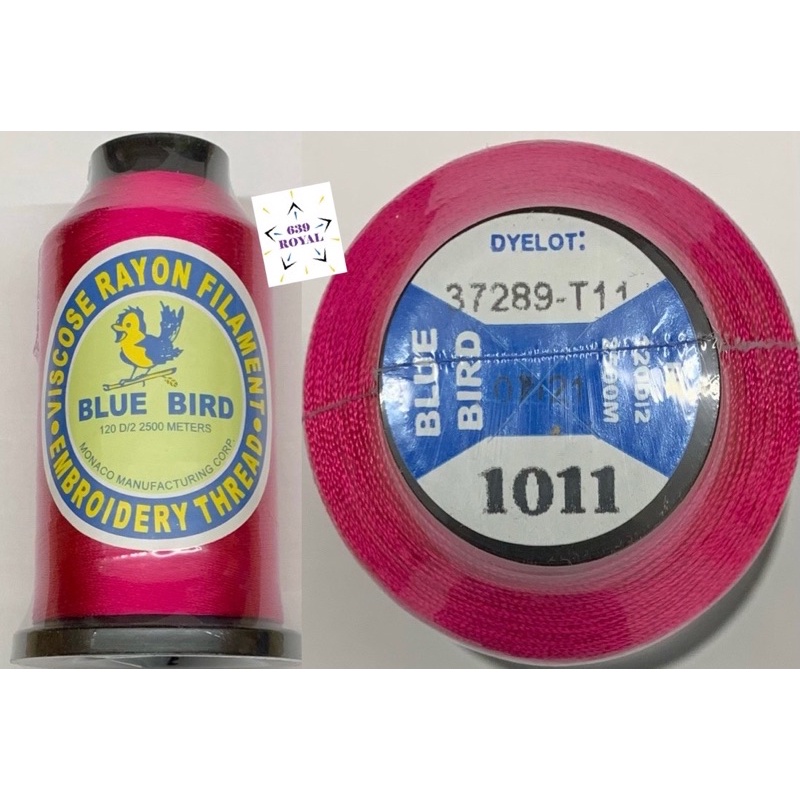 VISCOSE RAYON FILAMENT
BLUE BIRD
120 D/2 2500 METERS
MONACO MANUFACTURING CORP.
EMBROIDERY THREAD
639
ROYAL
DYELOT:
37289-T11
BLUE
BIRD
1011